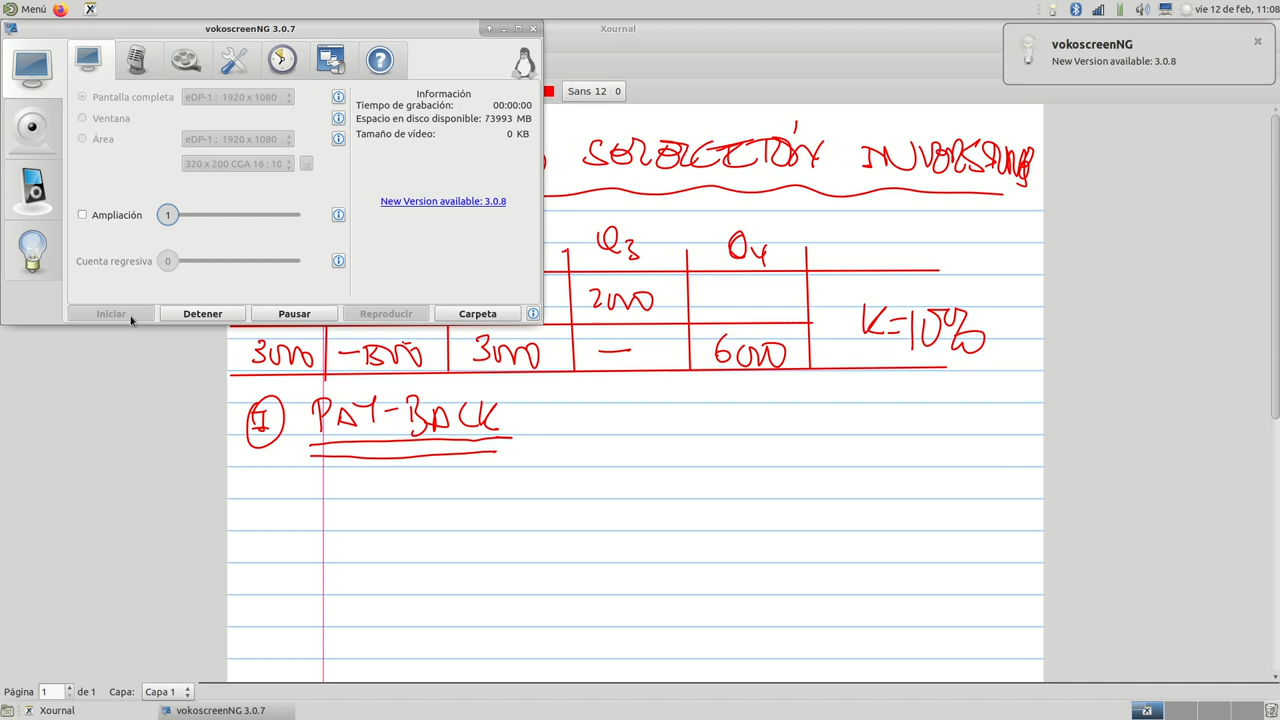 Menú
vie 12 de feb, 11:08
vokoscreenNG 3.0.7
Xournal
vokoscreenNG
New Version available: 3.0.8
Sans 12
0
Pantalla completa
eDP-1 : 1920 x 1080
Ventana
Área
eDP-1 : 1920 x 1080
320 x 200 CGA 16 : 10
Ampliación
1
Cuenta regresiva
0
Información
Tiempo de grabación: 00:00:00
Espacio en disco disponible: 73993 MB
Tamaño de vídeo: 0 KB
New Version available: 3.0.8
Iniciar
Detener
Pausar
Reproducir
Carpeta
Q3 Q4
2000
K=10%
3000 3000 — 6000
I PAY-BACK
Página 1 de 1 Capa: Capa 1
Xournal
vokoscreenNG 3.0.7